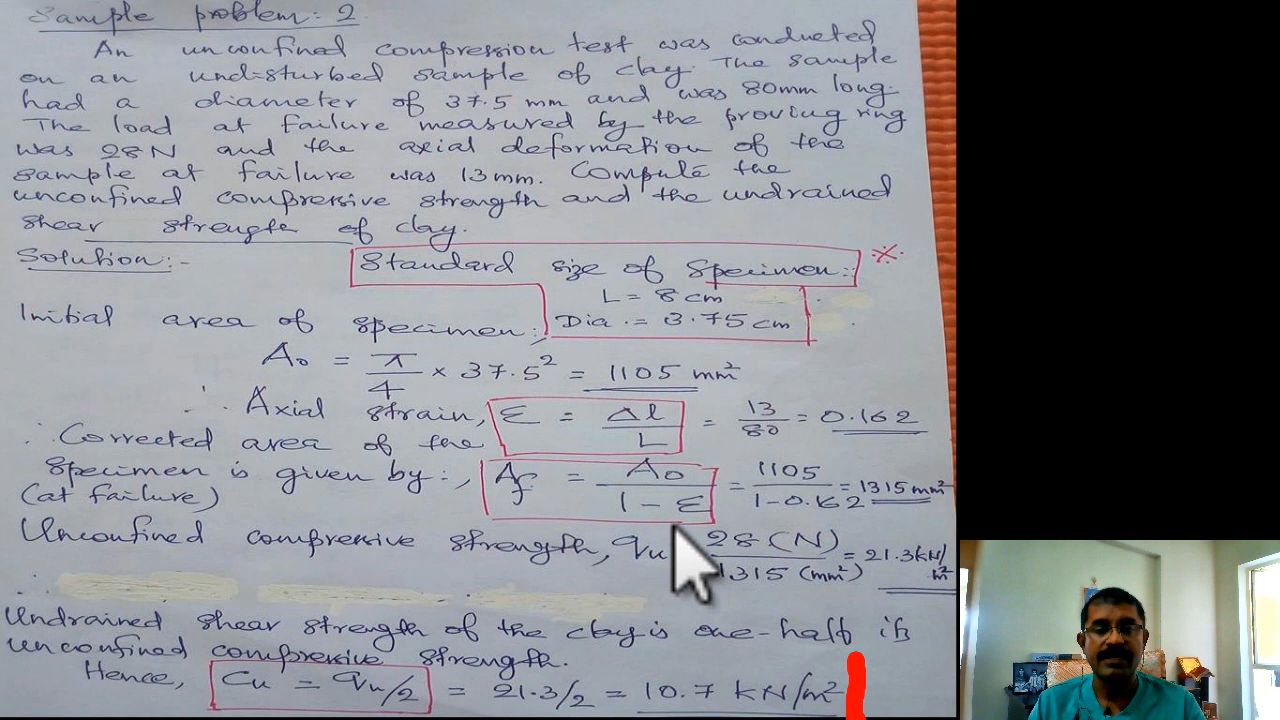 Sample problem: 2
An unconfined compression test was conducted
on an undisturbed sample of clay. The sample
had a diameter of 37.5 mm and was 80mm long.
The load at failure measured by the proving ring
was 28N and the axial deformation of the
sample at failure was 13mm. Compute the
unconfined compressive strength and the undrained
shear strength of clay.
Solution:-
Standard size of Specimen:
L = 8 cm
Initial area of specimen; Dia. = 3.75 cm
A₀ = π/4 × 37.5² = 1105 mm²
∴ Axial strain, ε = Δl/L = 13/80 = 0.162
∴ Corrected area of the
specimen is given by:, A_f = A₀/(1 - ε) = 1105/(1-0.162) = 1315 mm²
(at failure)
Unconfined compressive strength, qu 28 (N)/1315 (mm²) = 21.3 kN/m²
Undrained shear strength of the clay is one-half its
unconfined compressive strength.
Hence, Cu = qu/2 = 21.3/2 = 10.7 KN/m²